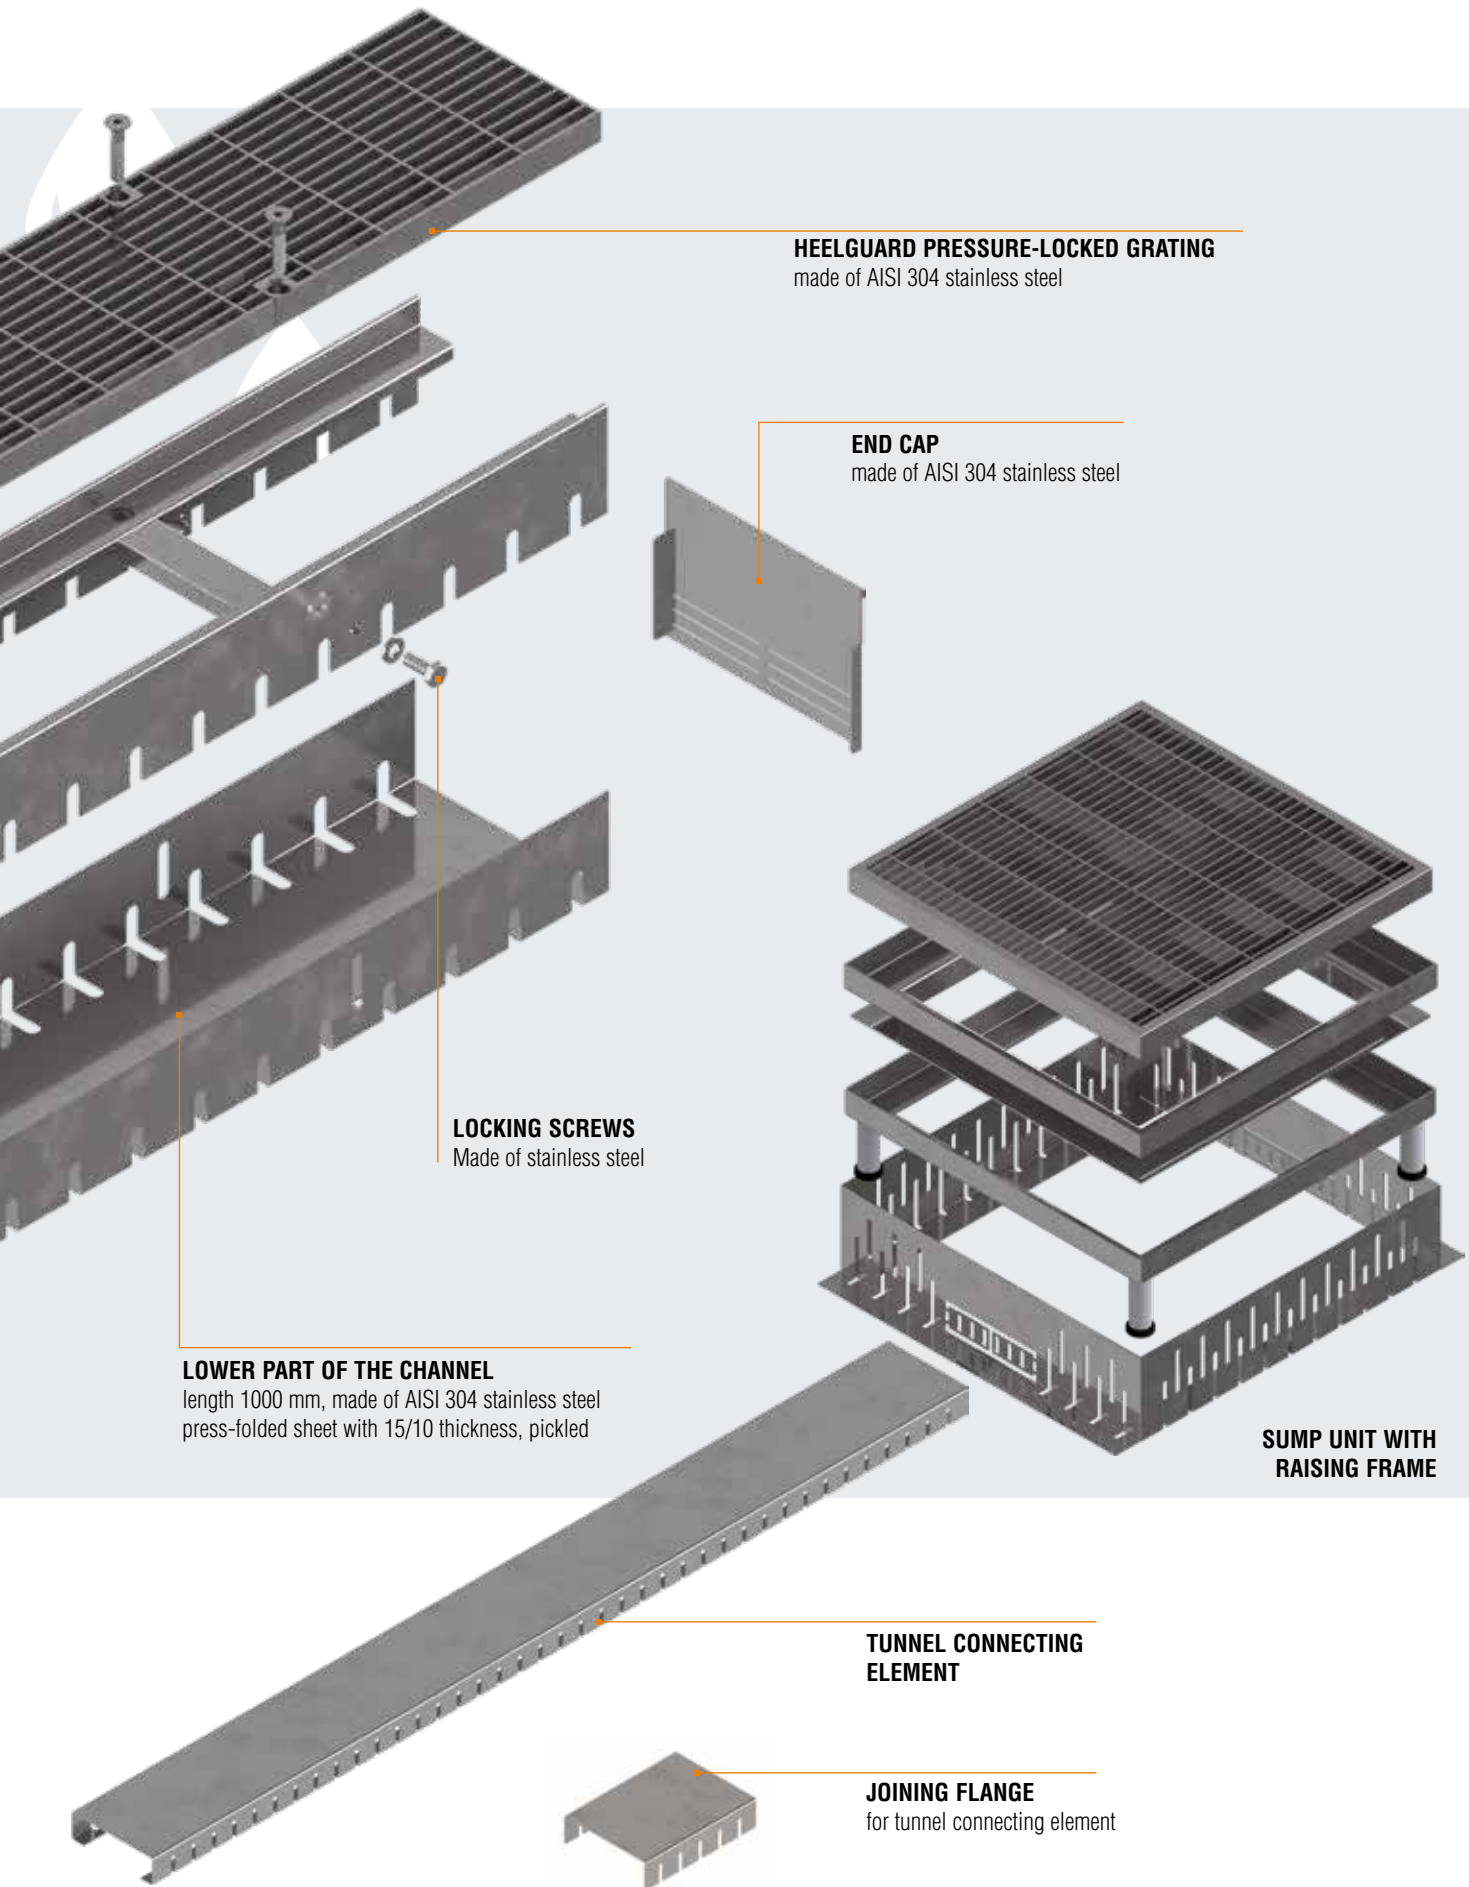 HEELGUARD PRESSURE-LOCKED GRATING
made of AISI 304 stainless steel
END CAP
made of AISI 304 stainless steel
LOCKING SCREWS
Made of stainless steel
LOWER PART OF THE CHANNEL
length 1000 mm, made of AISI 304 stainless steel
press-folded sheet with 15/10 thickness, pickled
SUMP UNIT WITH
RAISING FRAME
TUNNEL CONNECTING
ELEMENT
JOINING FLANGE
for tunnel connecting element